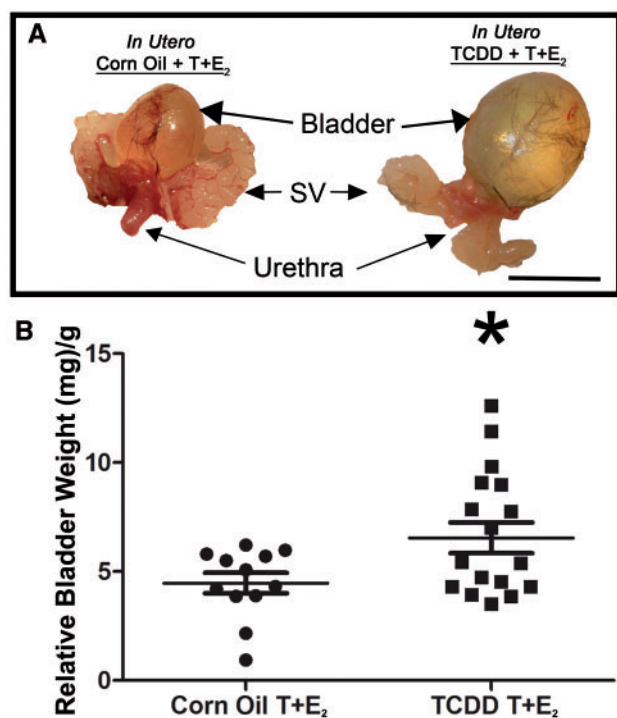 A
In Utero
Corn Oil + T+E₂
In Utero
TCDD + T+E₂
Bladder
SV
Urethra
B
Relative Bladder Weight (mg)/g
15
*
10
5
0
Corn Oil T+E₂
TCDD T+E₂